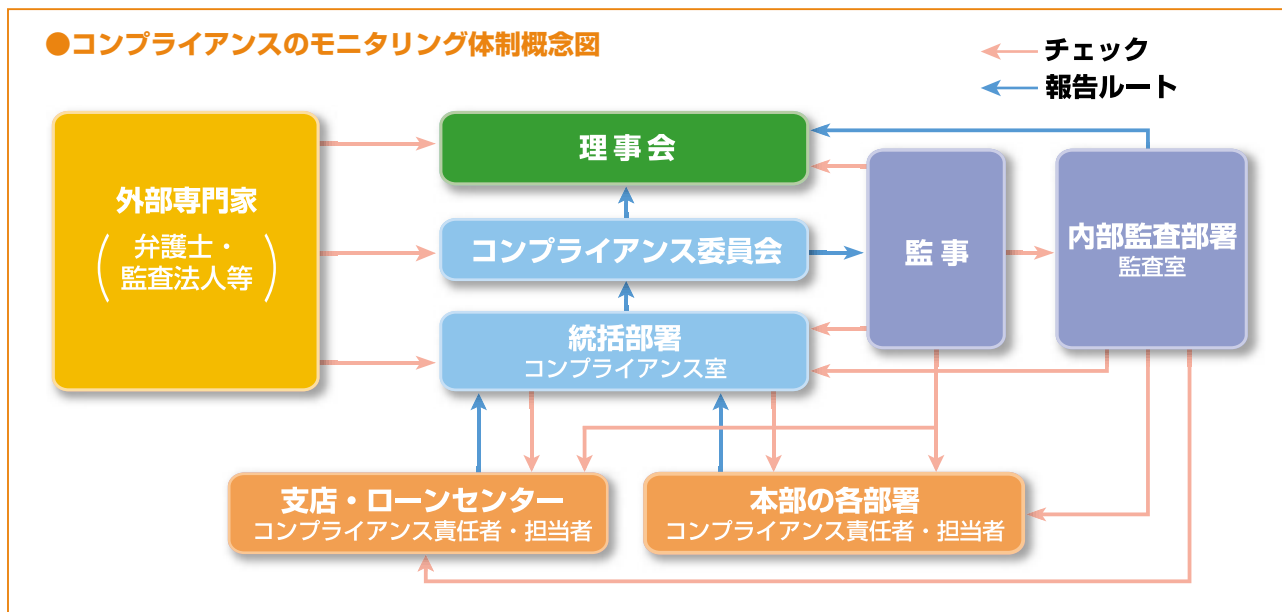 ●コンプライアンスのモニタリング体制概念図
チェック
報告ルート
外部専門家
（弁護士・
監査法人等）
理事会
コンプライアンス委員会
統括部署
コンプライアンス室
監事
内部監査部署
監査室
支店・ローンセンター
コンプライアンス責任者・担当者
本部の各部署
コンプライアンス責任者・担当者